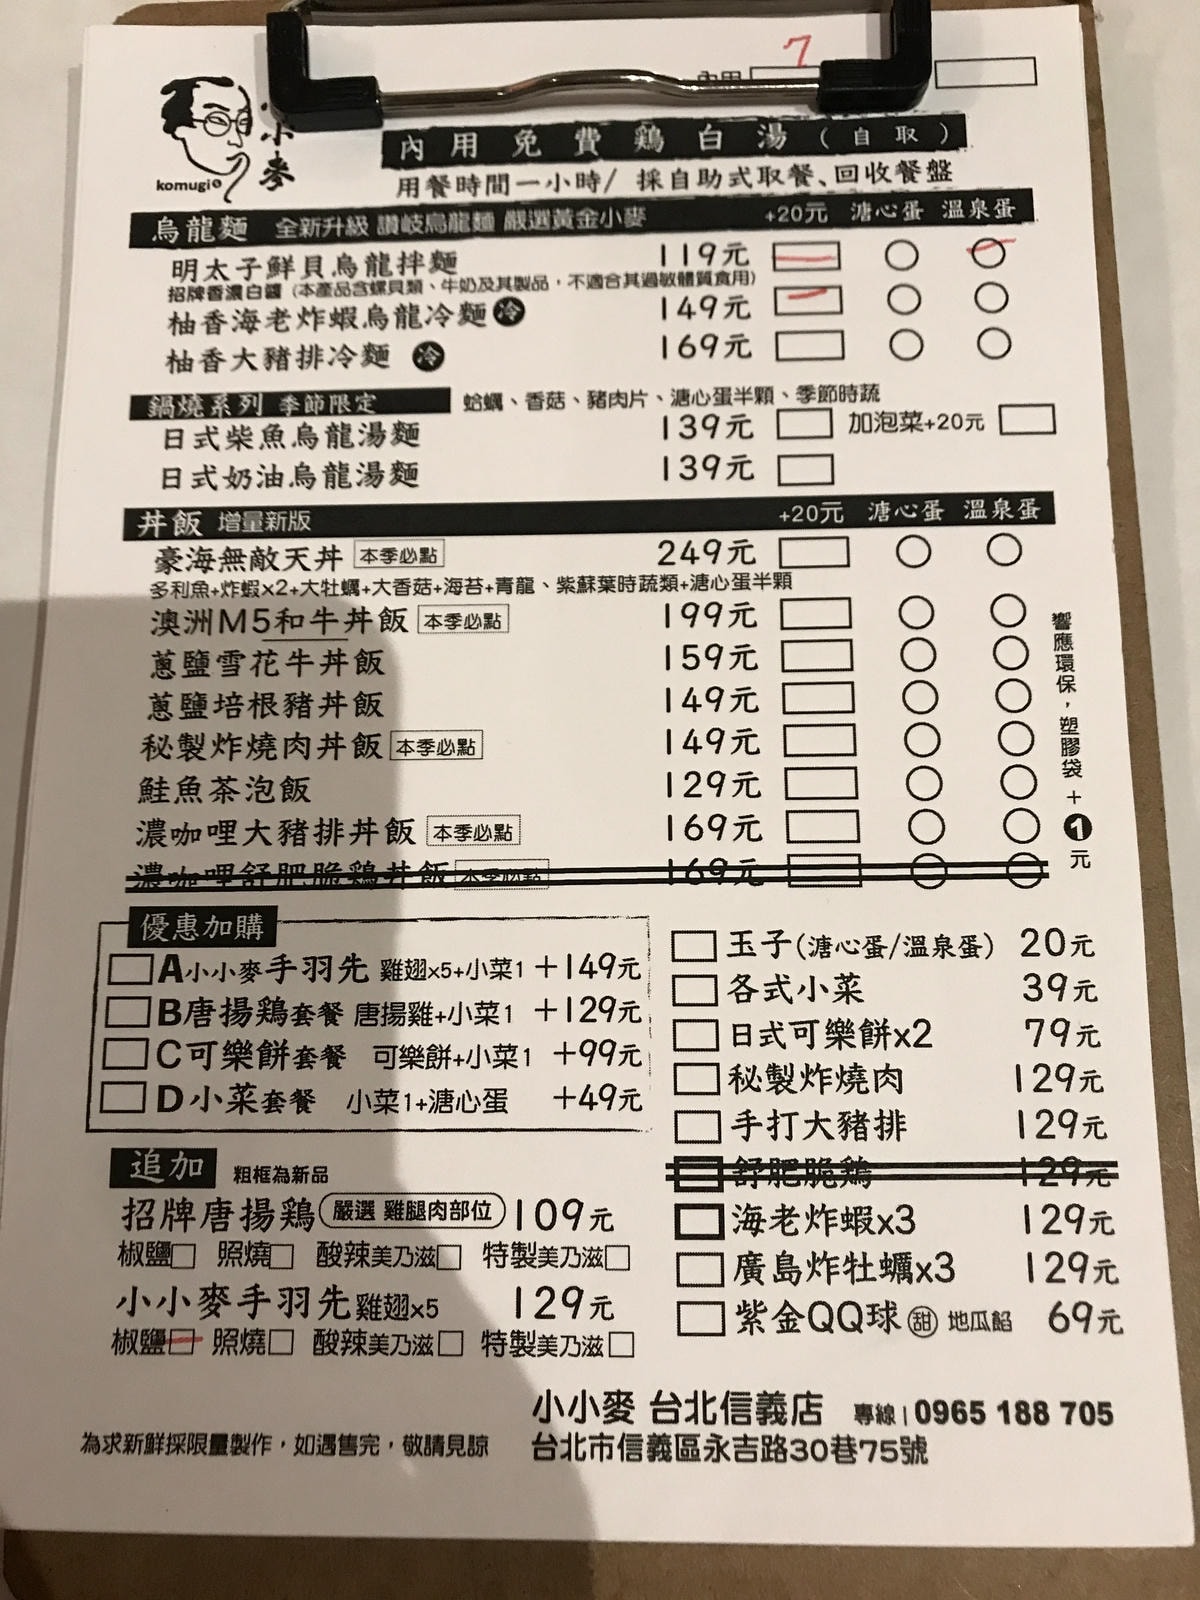 7
內用
komugi
小麥
內用免費鶏白湯(自取)
用餐時間一小時/ 採自助式取餐、回收餐盤
烏龍麵 全新升級 讚岐烏龍麵 嚴選黃金小麥 +20元 溏心蛋 溫泉蛋
明太子鮮貝烏龍拌麵 119元
招牌香濃白醬 (本產品含螺貝類、牛奶及其製品，不適合其過敏體質食用)
柚香海老炸蝦烏龍冷麵 冷 149元
柚香大豬排冷麵 冷 169元
鍋燒系列 季節限定 蛤蠣、香菇、豬肉片、溏心蛋半顆、季節時蔬
日式柴魚烏龍湯麵 139元 加泡菜+20元
日式奶油烏龍湯麵 139元
丼飯 增量新版 +20元 溏心蛋 溫泉蛋
豪海無敵天丼 本季必點 249元
多利魚+炸蝦x2+大牡蠣+大香菇+海苔+青龍、紫蘇葉時蔬類+溏心蛋半顆
澳洲M5和牛丼飯 本季必點 199元
蔥鹽雪花牛丼飯 159元
蔥鹽培根豬丼飯 149元
秘製炸燒肉丼飯 本季必點 149元
鮭魚茶泡飯 129元
濃咖哩大豬排丼飯 本季必點 169元
濃咖哩舒肥脆鶏丼飯 本季必點 169元
響應環保，塑膠袋+1元
優惠加購
A小小麥手羽先 雞翅x5+小菜1 +149元
B唐揚鶏套餐 唐揚雞+小菜1 +129元
C可樂餅套餐 可樂餅+小菜1 +99元
D小菜套餐 小菜1+溏心蛋 +49元
玉子(溏心蛋/溫泉蛋) 20元
各式小菜 39元
日式可樂餅x2 79元
秘製炸燒肉 129元
手打大豬排 129元
舒肥脆鶏 129元
海老炸蝦x3 129元
廣島炸牡蠣x3 129元
紫金QQ球 甜 地瓜餡 69元
追加 粗框為新品
招牌唐揚鶏 嚴選 雞腿肉部位 109元
椒鹽 照燒 酸辣美乃滋 特製美乃滋
小小麥手羽先雞翅x5 129元
椒鹽 照燒 酸辣美乃滋 特製美乃滋
小小麥 台北信義店 專線|0965 188 705
為求新鮮採限量製作，如遇售完，敬請見諒
台北市信義區永吉路30巷75號